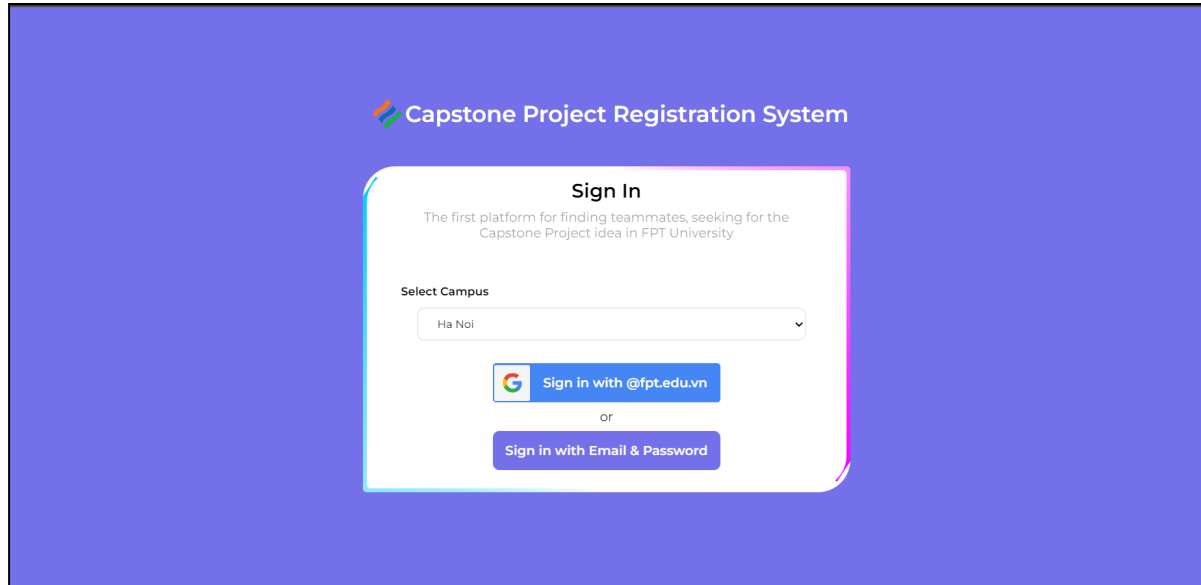 Capstone Project Registration System
Sign In
The first platform for finding teammates, seeking for the
Capstone Project idea in FPT University
Select Campus
Ha Noi
Sign in with @fpt.edu.vn
or
Sign in with Email & Password